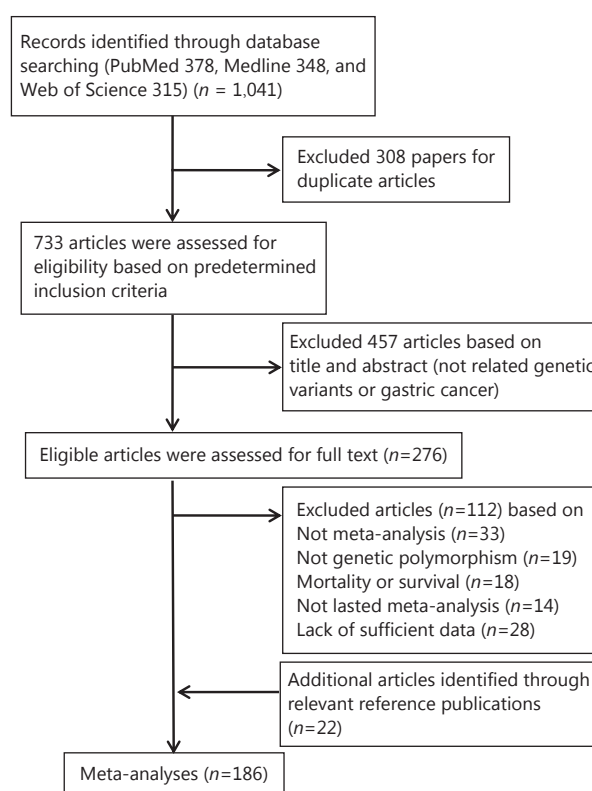 Records identified through database
searching (PubMed 378, Medline 348, and
Web of Science 315) (n = 1,041)
Excluded 308 papers for
duplicate articles
733 articles were assessed for
eligibility based on predetermined
inclusion criteria
Excluded 457 articles based on
title and abstract (not related genetic
variants or gastric cancer)
Eligible articles were assessed for full text (n=276)
Excluded articles (n=112) based on
Not meta-analysis (n=33)
Not genetic polymorphism (n=19)
Mortality or survival (n=18)
Not lasted meta-analysis (n=14)
Lack of sufficient data (n=28)
Additional articles identified through
relevant reference publications
(n=22)
Meta-analyses (n=186)